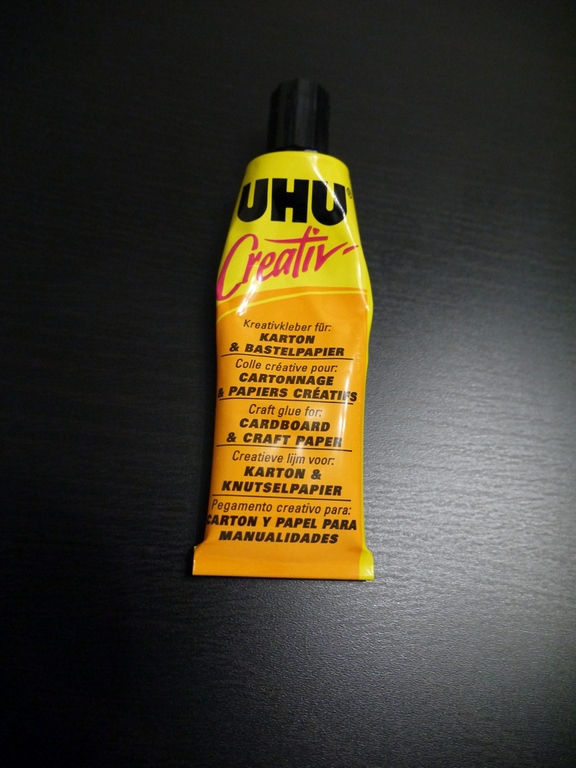 UHU®
Creativ
Kreativkleber für:
KARTON
& BASTELPAPIER
Colle créative pour:
CARTONNAGE
& PAPIERS CRÉATIFS
Craft glue for:
CARDBOARD
& CRAFT PAPER
Creatieve lijm voor:
KARTON &
KNUTSELPAPIER
Pegamento creativo para:
CARTON Y PAPEL PARA
MANUALIDADES